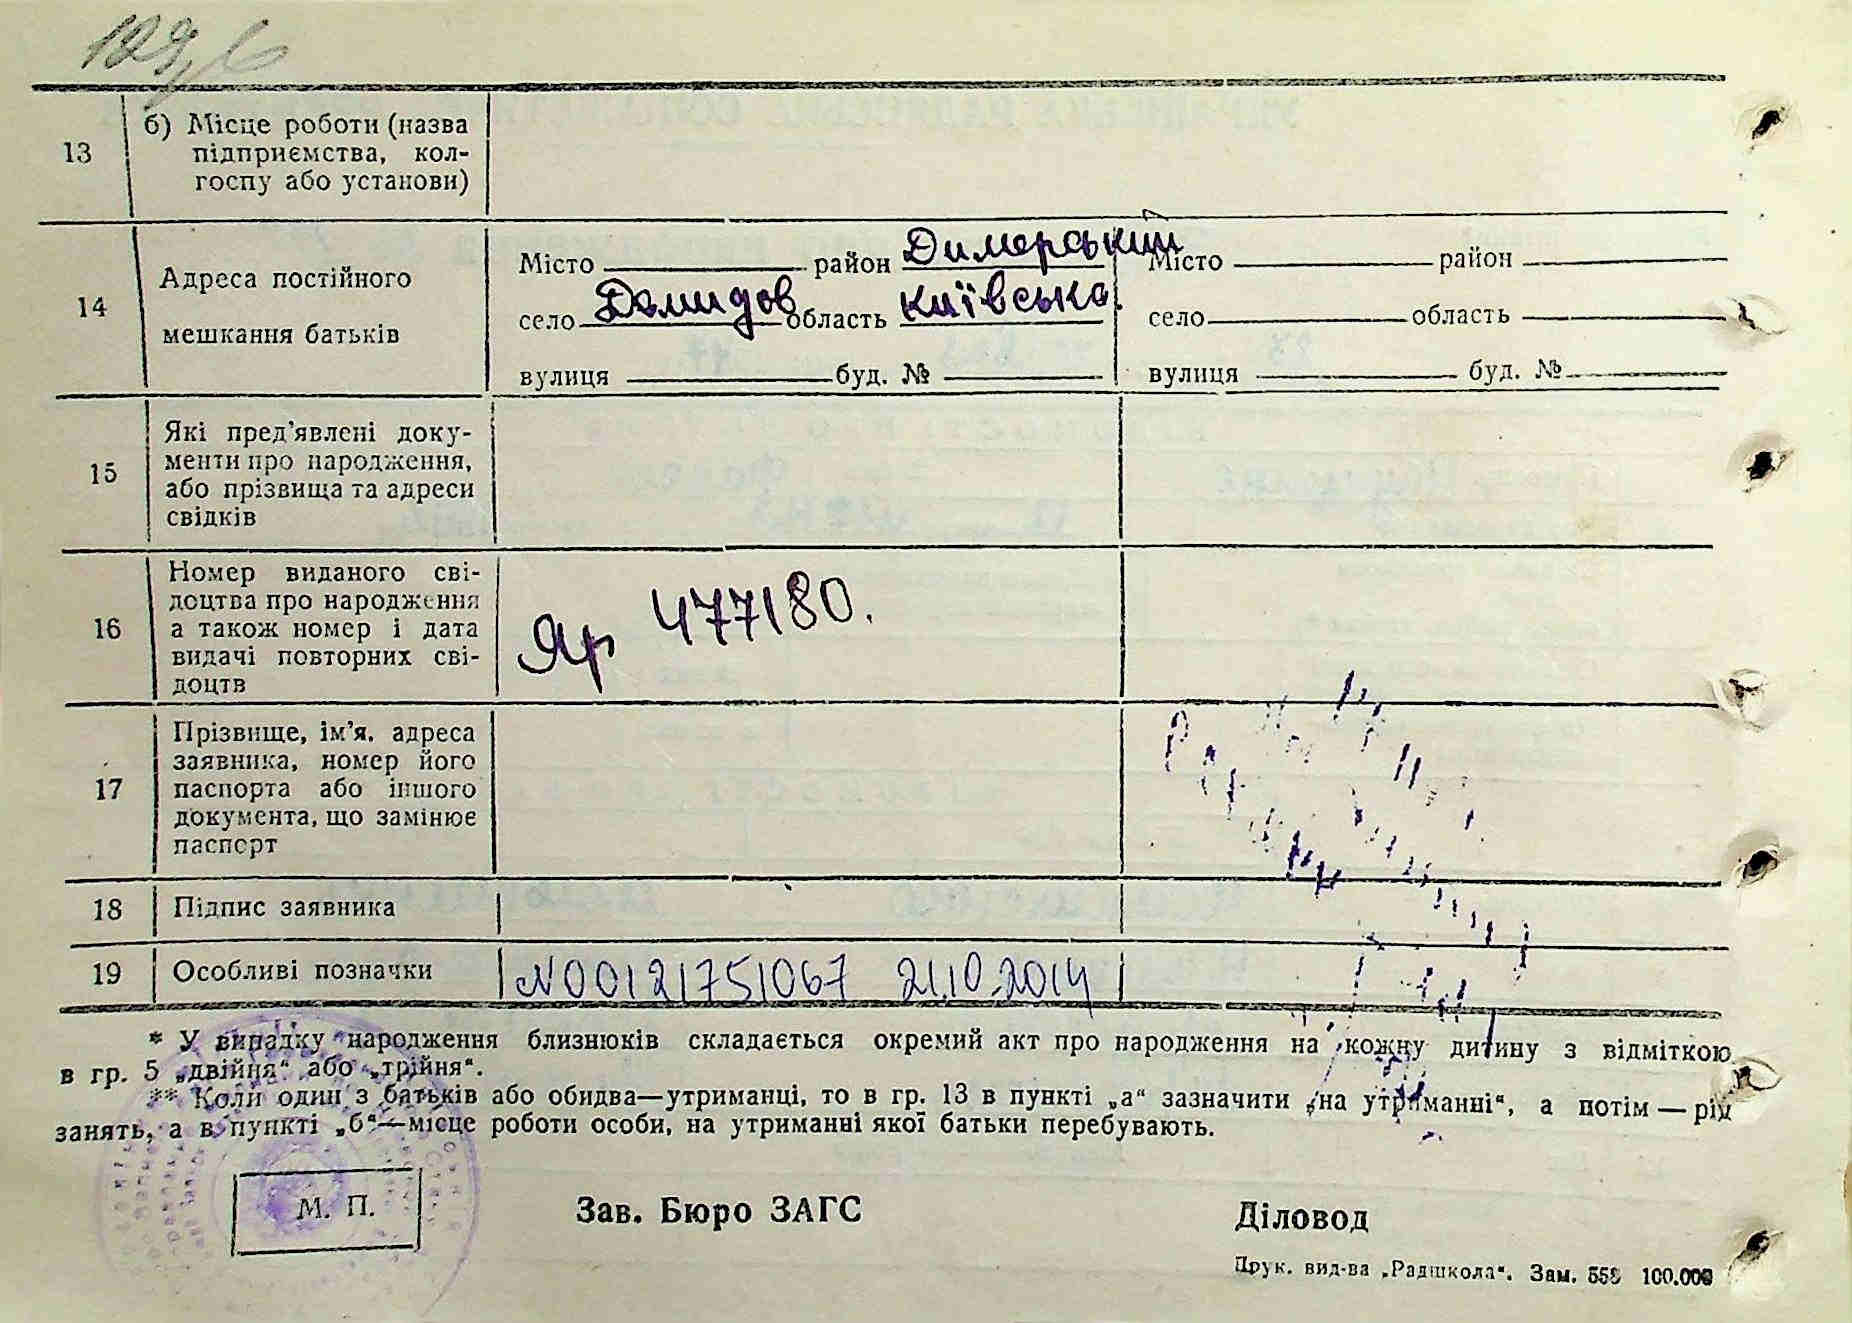 129б
13
б) Місце роботи (назва
підприємства, кол-
госпу або установи)
14
Адреса постійного
мешкання батьків
Місто район Димерський
село Демидов область Київська
вулиця буд. №
Місто район
село область
вулиця буд. №
15
Які пред’явлені доку-
менти про народження,
або прізвища та адреси
свідків
16
Номер виданого сві-
доцтва про народження
а також номер і дата
видачі повторних сві-
доцтв
Яр 477180.
17
Прізвище, ім’я, адреса
заявника, номер його
паспорта або іншого
документа, що замінює
паспорт
18
Підпис заявника
19
Особливі позначки
N00121751067 21.10.2014
* У випадку народження близнюків складається окремий акт про народження на кожну дитину з відміткою
в гр. 5 „двійня“ або „трійня“.
** Коли один з батьків або обидва—утриманці, то в гр. 13 в пункті „а“ зазначити „на утриманні“, а потім — рід
занять, а в пункті „б“—місце роботи особи, на утриманні якої батьки перебувають.
М. П.
Зав. Бюро ЗАГС
Діловод
Друк. вид-ва „Радшкола“. Зам. 558 100.000